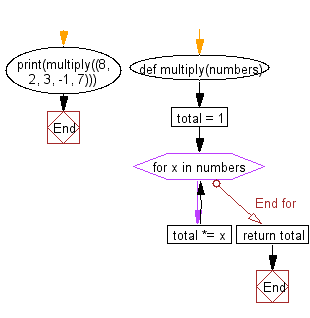 print(multiply((8,
2, 3, -1, 7)))
End
def multiply(numbers)
total = 1
for x in numbers
End for
total *= x
return total
End